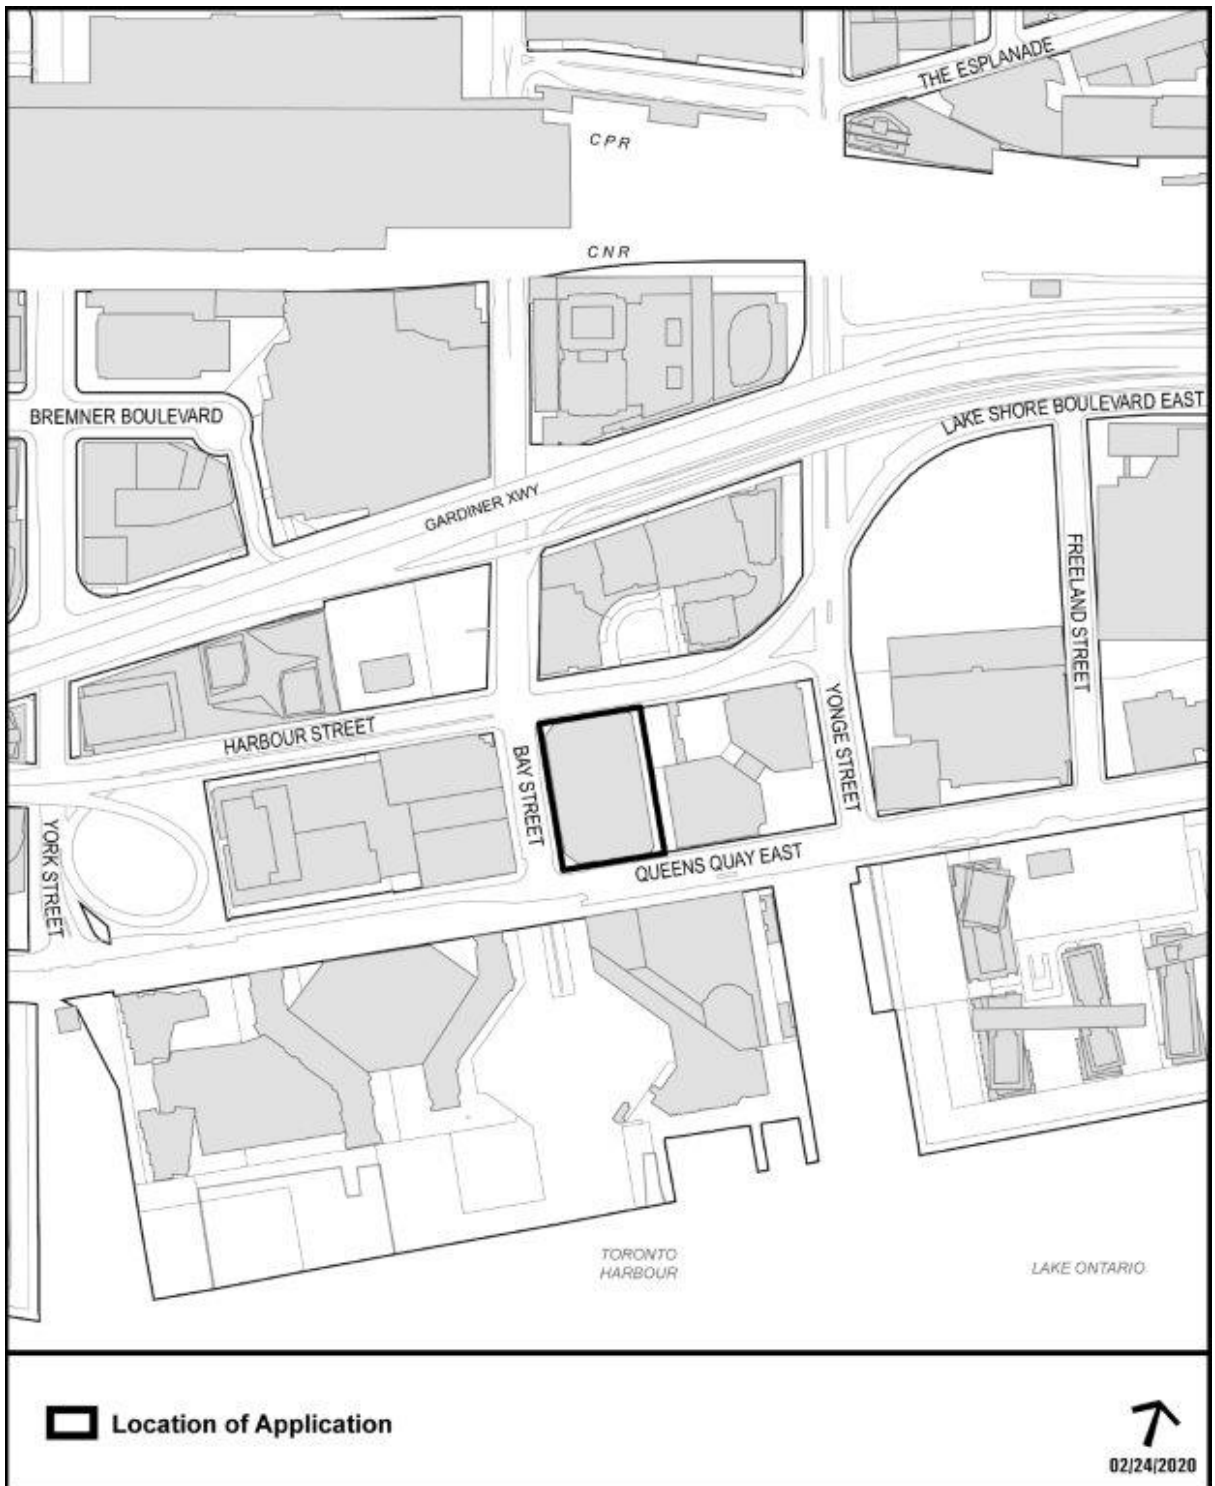 THE ESPLANADE
CPR
CNR
BREMNER BOULEVARD
LAKE SHORE BOULEVARD EAST
GARDINER XWY
FREELAND STREET
HARBOUR STREET
BAY STREET
YONGE STREET
YORK STREET
QUEENS QUAY EAST
TORONTO
HARBOUR
LAKE ONTARIO
Location of Application
02/24/2020